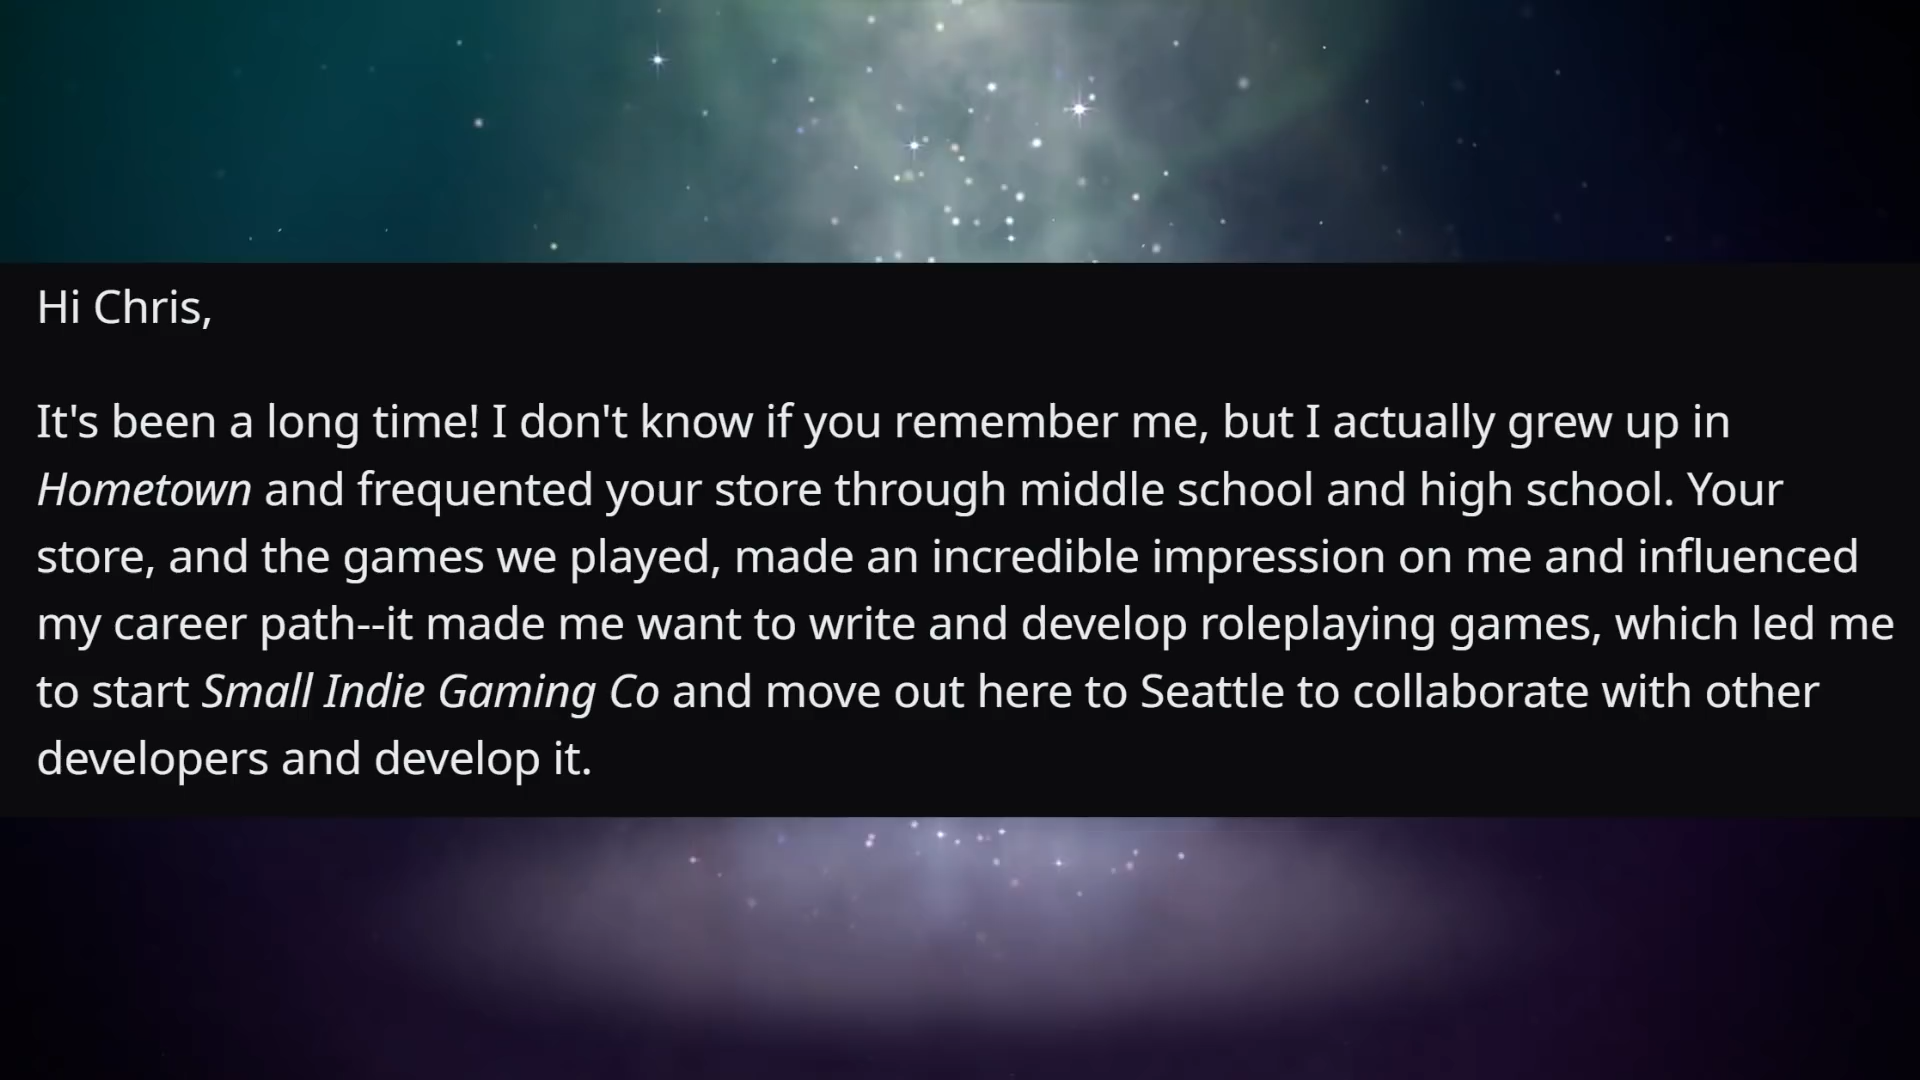 Hi Chris,
It's been a long time! I don't know if you remember me, but I actually grew up in
Hometown and frequented your store through middle school and high school. Your
store, and the games we played, made an incredible impression on me and influenced
my career path--it made me want to write and develop roleplaying games, which led me
to start Small Indie Gaming Co and move out here to Seattle to collaborate with other
developers and develop it.